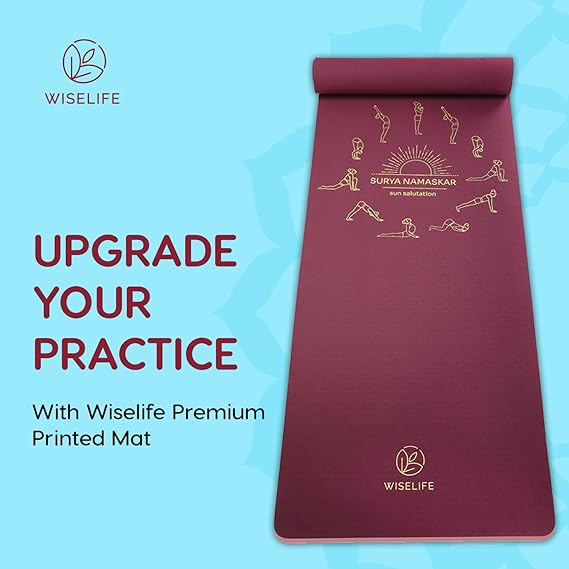 WISELIFE
UPGRADE
YOUR
PRACTICE
With Wiselife Premium
Printed Mat
SURYA NAMASKAR
sun salutation
WISELIFE